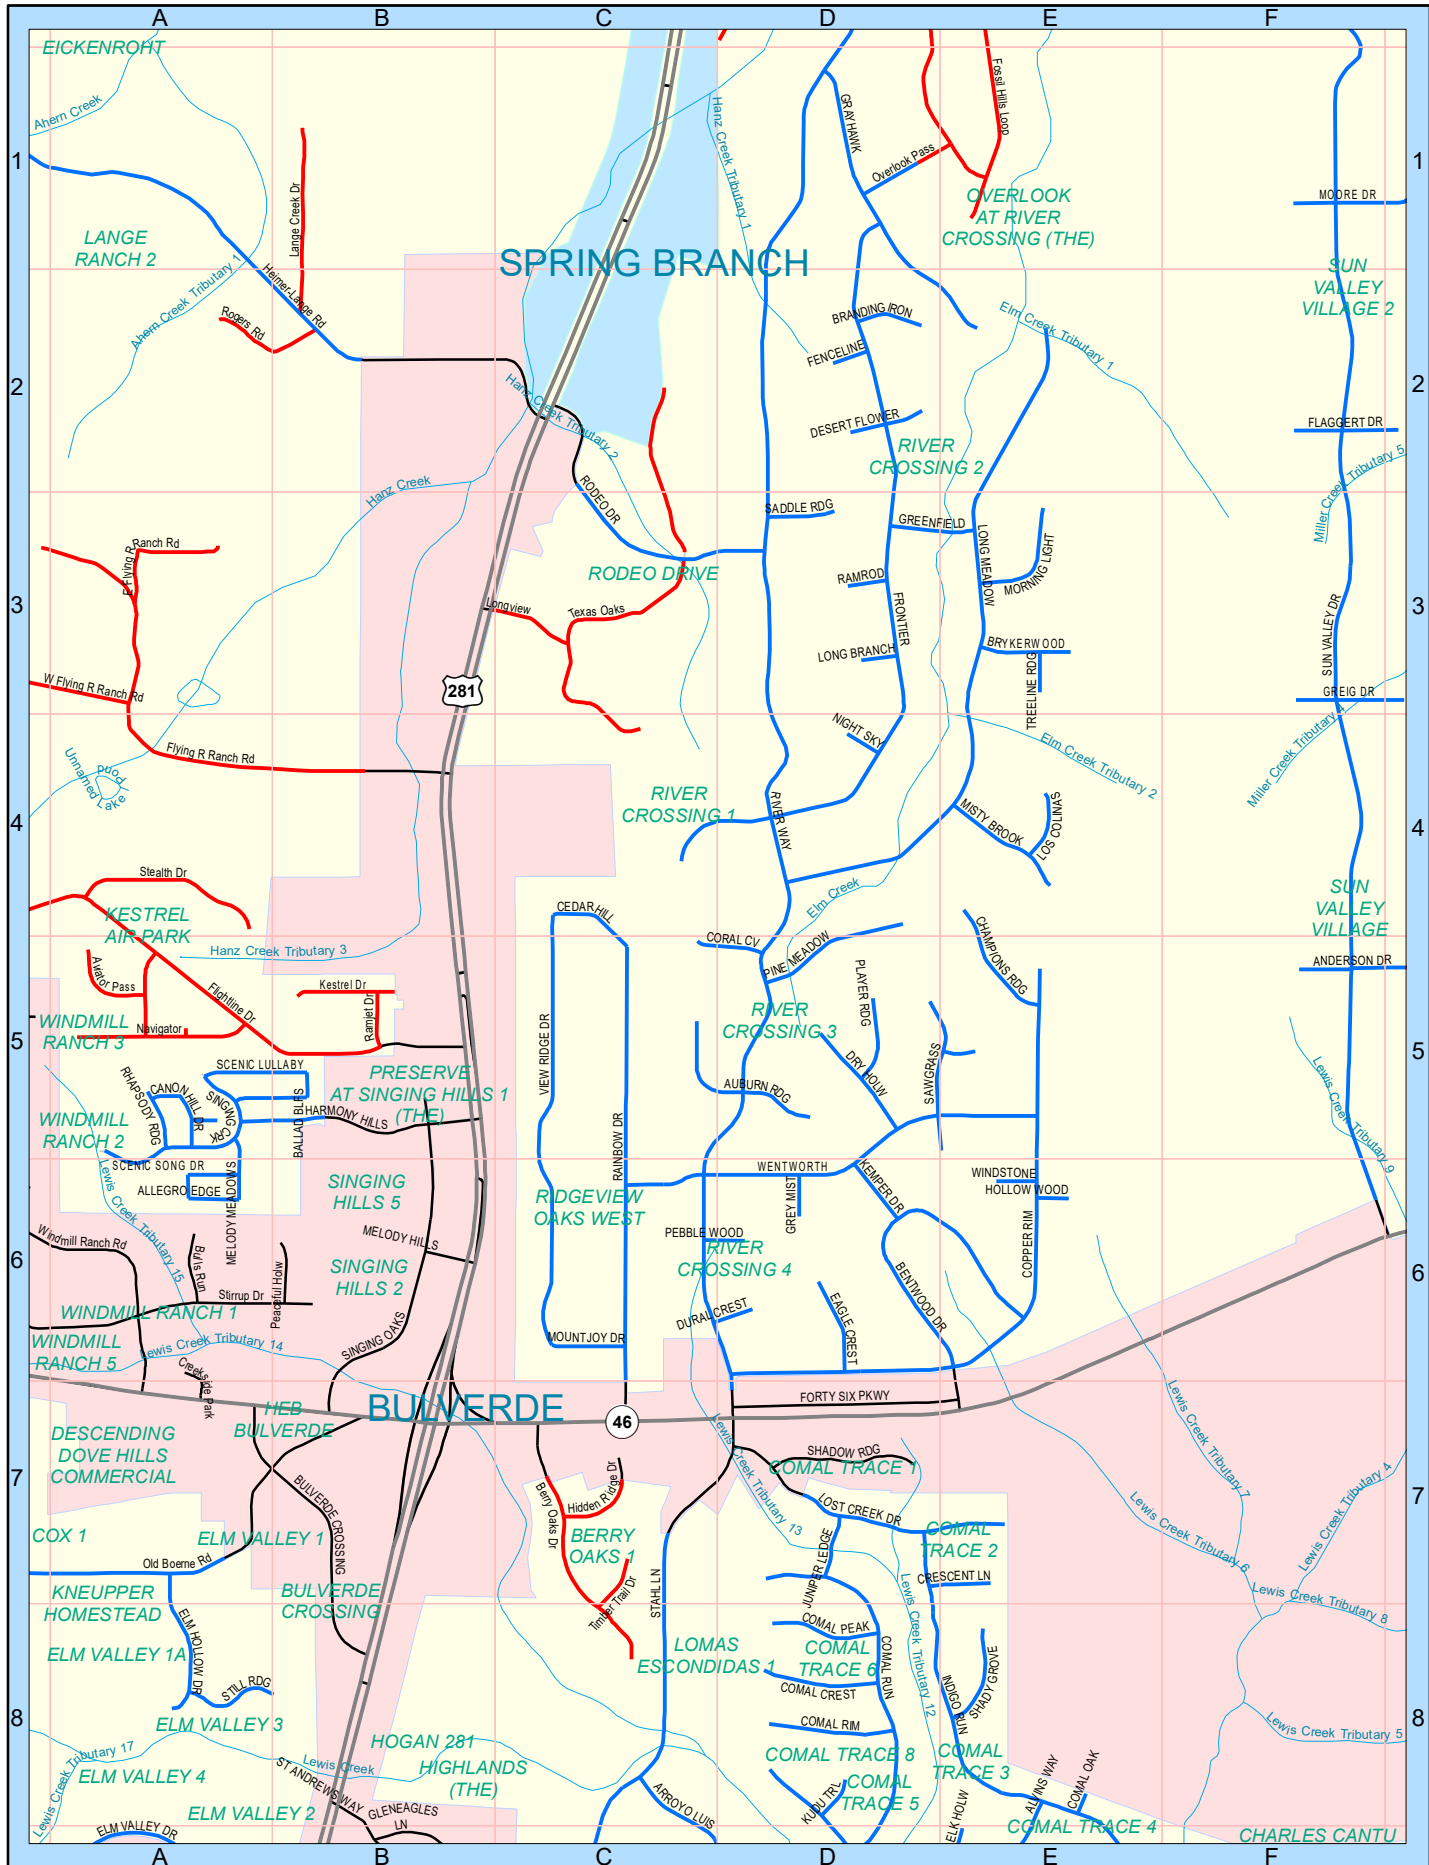 A
B
C
D
E
F
EICKENROHT
Ahern Creek
Hanz Creek Tributary 1
GRAYHAWK
Fossil Hills Loop
Overlook Pass
1
1
Lange Creek Dr
MOORE DR
OVERLOOK
AT RIVER
CROSSING (THE)
LANGE
RANCH 2
Ahern Creek Tributary 1
Heimer-Lange Rd
Rogers Rd
SPRING BRANCH
SUN
VALLEY
VILLAGE 2
BRANDING IRON
Elm Creek Tributary 1
FENCELINE
2
2
Hanz Creek Tributary 2
DESERT FLOWER
FLAGGERT DR
RIVER
CROSSING 2
Miller Creek Tributary 5
Hanz Creek
RODEO DR
SADDLE RDG
GREENFIELD
LONG MEADOW
MORNING LIGHT
E Flying R
Ranch Rd
RODEO DRIVE
RAMROD
FRONTIER
3
3
Longview
Texas Oaks
SUN VALLEY DR
BRYKERWOOD
LONG BRANCH
TREELINE RDG
W Flying R Ranch Rd
281
GREIG DR
NIGHT SKY
Elm Creek Tributary 2
Miller Creek Tributary 4
Flying R Ranch Rd
Unnamed Lake
Pond
RIVER
CROSSING 1
RIVER WAY
MISTY BROOK
LOS COLINAS
4
4
Stealth Dr
KESTREL
AIR PARK
Elm Creek
SUN
VALLEY
VILLAGE
CEDAR HILL
CORAL CV
PINE MEADOW
CHAMPIONS RDG
Hanz Creek Tributary 3
ANDERSON DR
Aviator Pass
Flightline Dr
Kestrel Dr
Ramjet Dr
PLAYER RDG
WINDMILL
RANCH 3
Navigator
RIVER
CROSSING 3
5
5
VIEW RIDGE DR
DRY HOLW
SAWGRASS
SCENIC LULLABY
PRESERVE
AT SINGING HILLS 1
(THE)
Lewis Creek Tributary 9
RHAPSODY RDG
CANON HILL DR
SINGING CRK
BALLAD BLFS
HARMONY HILLS
AUBURN RDG
WINDMILL
RANCH 2
RAINBOW DR
SCENIC SONG DR
ALLEGRO EDGE
MELODY MEADOWS
SINGING
HILLS 5
RIDGEVIEW
OAKS WEST
WENTWORTH
GREY MIST
KEMPER DR
WINDSTONE
HOLLOW WOOD
COPPER RIM
Lewis Creek Tributary 15
Windmill Ranch Rd
MELODY HILLS
PEBBLE WOOD
RIVER
CROSSING 4
6
6
Bulls Run
Peaceful Holw
SINGING
HILLS 2
BENTWOOD DR
Stirrup Dr
WINDMILL RANCH 1
DURAL CREST
EAGLE CREST
WINDMILL
RANCH 5
Lewis Creek Tributary 14
SINGING OAKS
MOUNTJOY DR
Creekside Park
BULVERDE
FORTY SIX PKWY
46
HEB
BULVERDE
DESCENDING
DOVE HILLS
COMMERCIAL
Lewis Creek Tributary 13
SHADOW RDG
COMAL TRACE 1
Lewis Creek Tributary 7
Lewis Creek Tributary 4
7
7
BULVERDE CROSSING
Berry Oaks Dr
Hidden Ridge Dr
LOST CREEK DR
COX 1
ELM VALLEY 1
BERRY
OAKS 1
COMAL
TRACE 2
Lewis Creek Tributary 6
Old Boerne Rd
JUNIPER LEDGE
CRESCENT LN
Lewis Creek Tributary 8
KNEUPPER
HOMESTEAD
BULVERDE
CROSSING
STAHL LN
Timber Trail Dr
Lewis Creek Tributary 12
ELM HOLLOW DR
COMAL PEAK
COMAL
TRACE 6
COMAL RUN
ELM VALLEY 1A
LOMAS
ESCONDIDAS 1
STILL RDG
COMAL CREST
INDIGO RUN
SHADY GROVE
8
8
ELM VALLEY 3
COMAL RIM
Lewis Creek Tributary 5
HOGAN 281
COMAL TRACE 8
COMAL
TRACE 3
Lewis Creek Tributary 17
ELM VALLEY 4
Lewis Creek
HIGHLANDS
(THE)
COMAL
TRACE 5
ST ANDREWS WAY
ARROYO LUIS
KUDU TRL
ELK HOLW
ALVINS WAY
COMAL OAK
ELM VALLEY 2
GLENEAGLES
LN
ELM VALLEY DR
COMAL TRACE 4
CHARLES CANTU
A
B
C
D
E
F